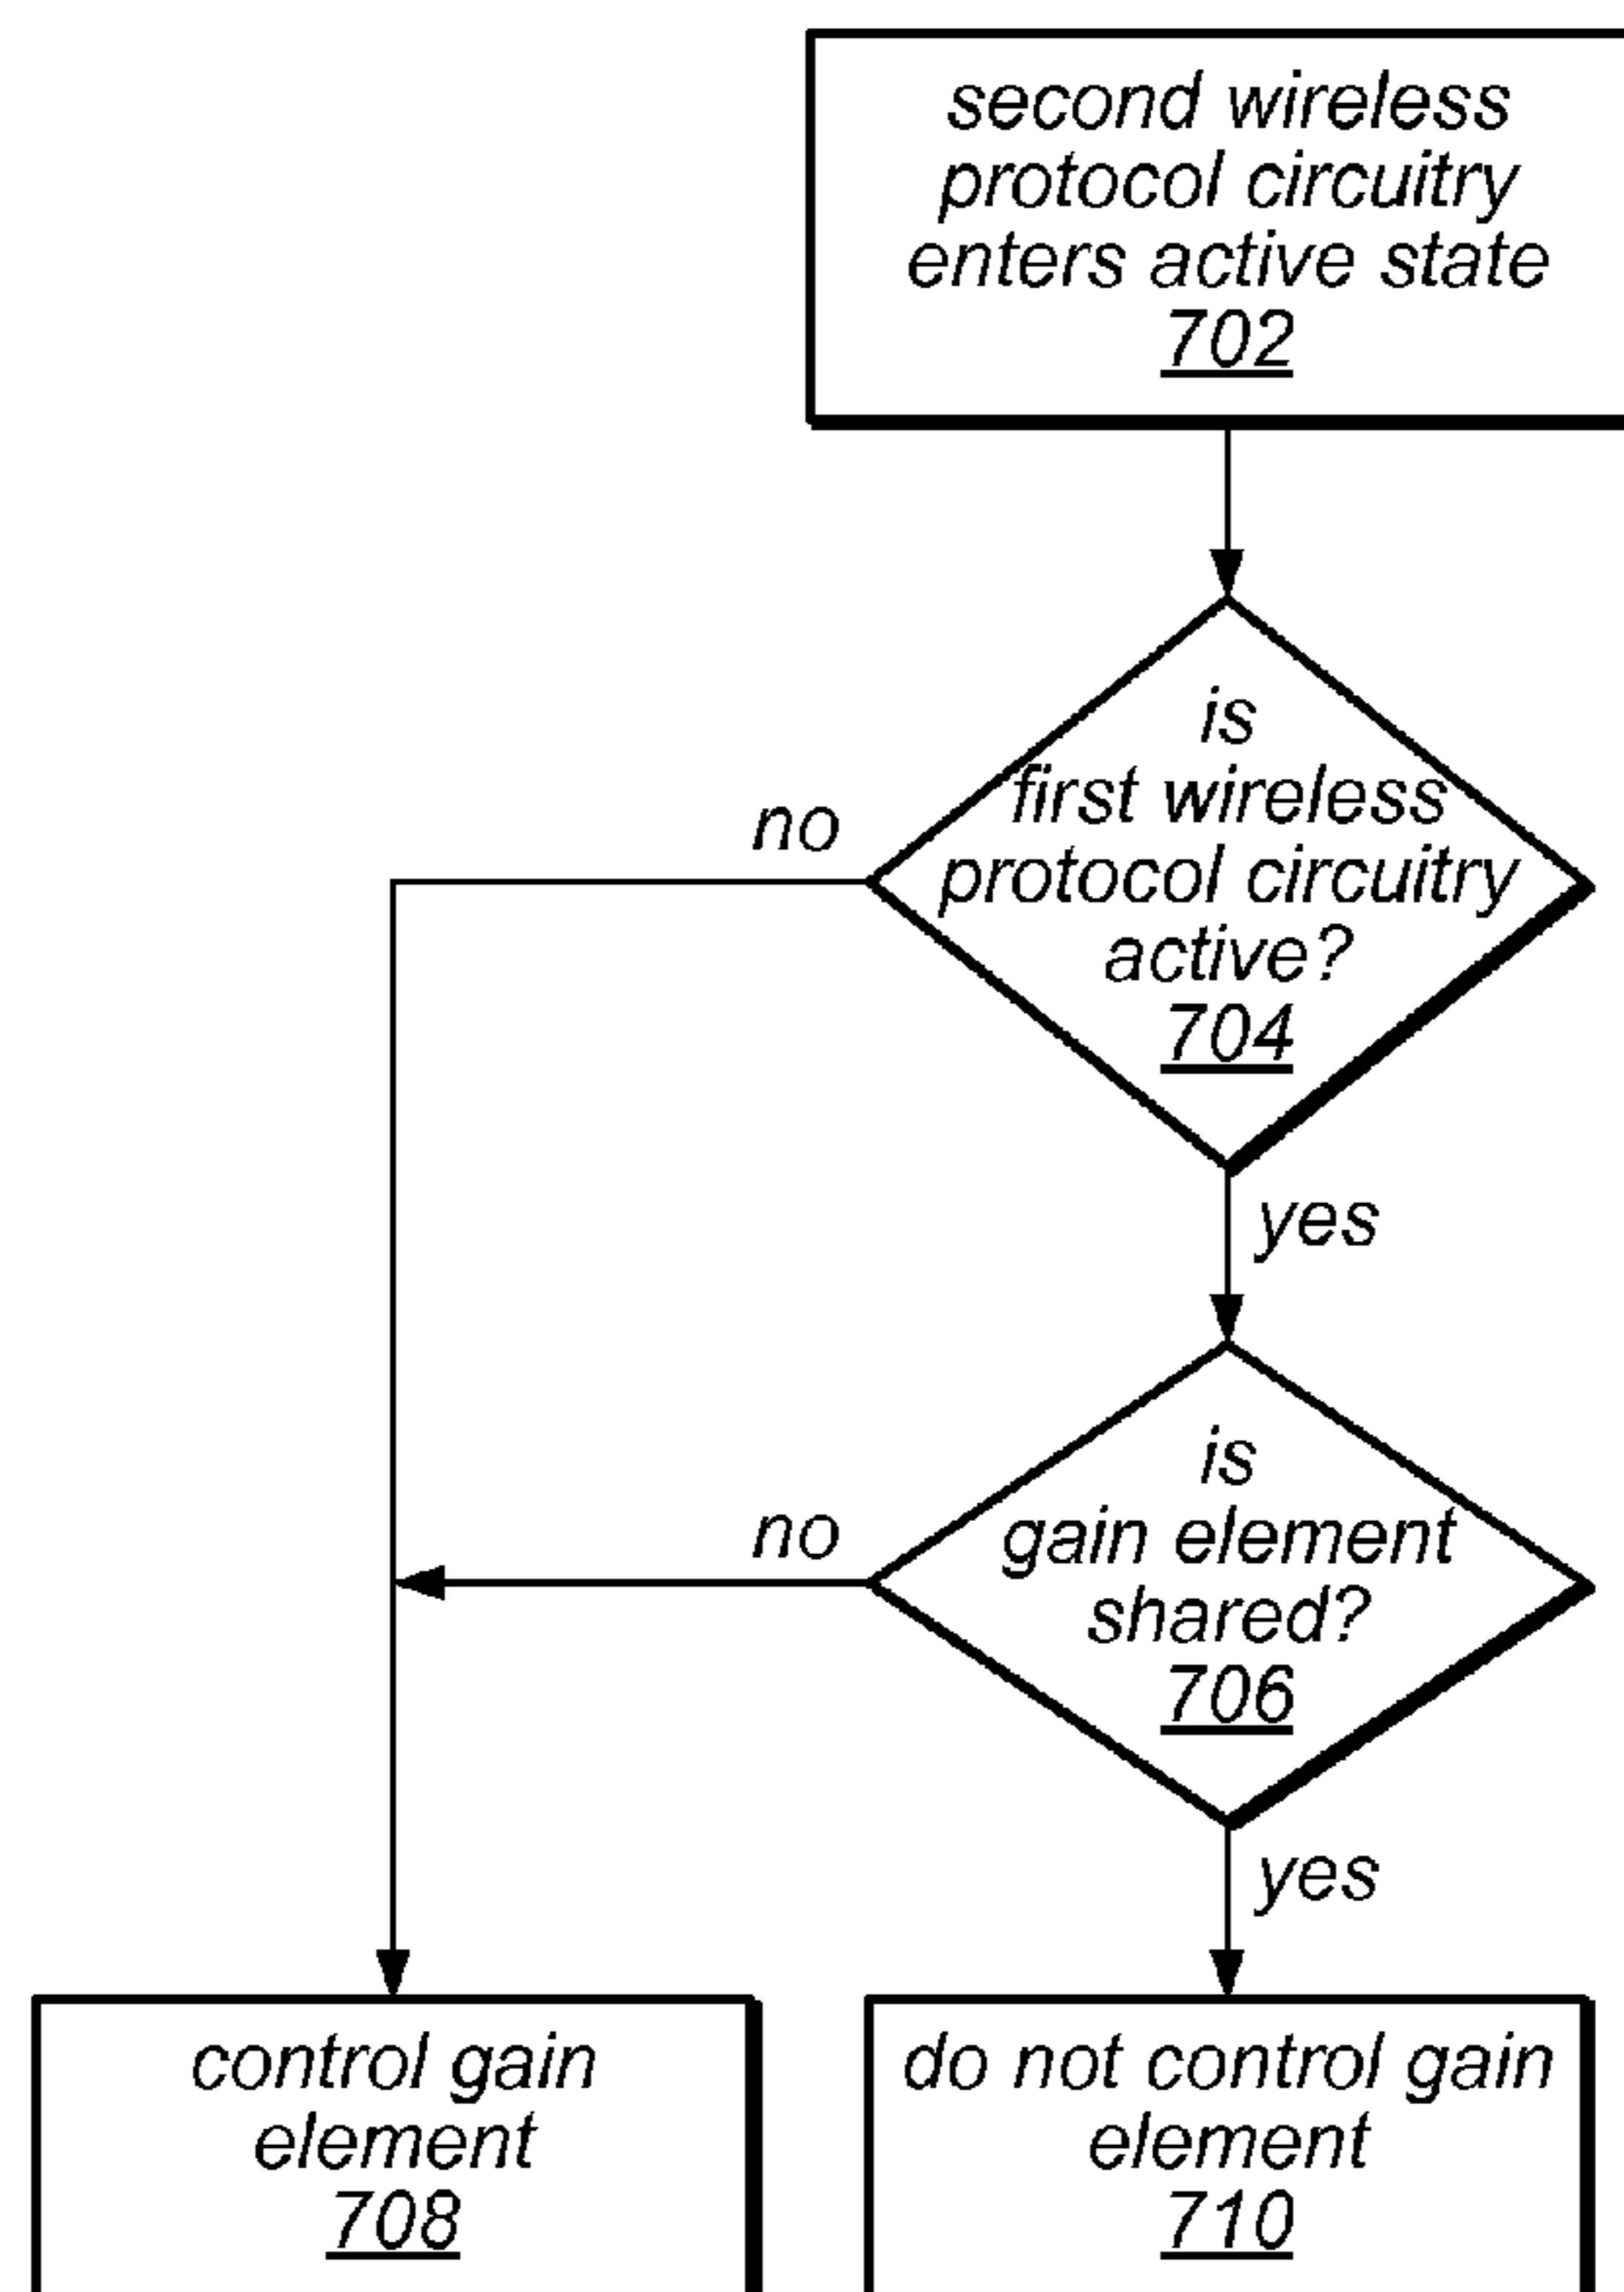 second wireless
protocol circuitry
enters active state
702
is
first wireless
protocol circuitry
active?
704
no
yes
is
gain element
shared?
706
no
yes
control gain
element
708
do not control gain
element
710